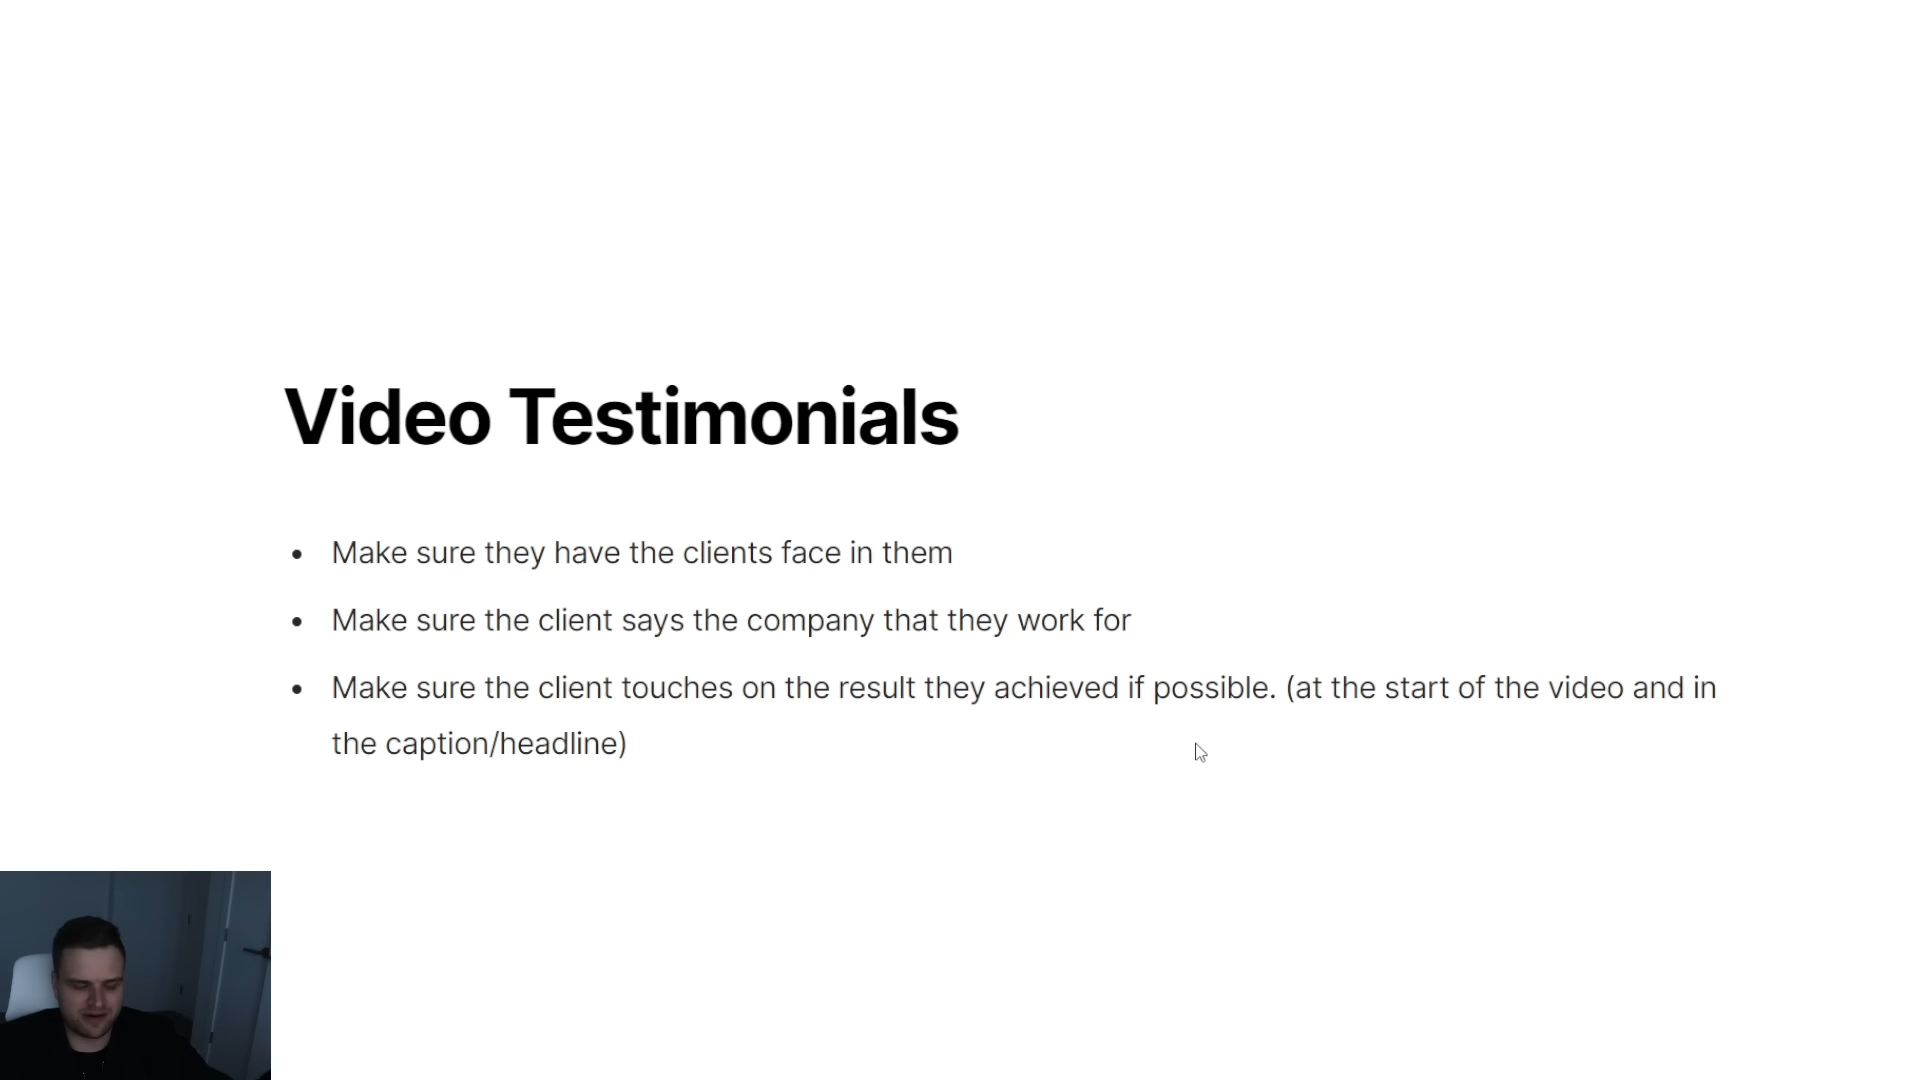 Video Testimonials
Make sure they have the clients face in them
Make sure the client says the company that they work for
Make sure the client touches on the result they achieved if possible. (at the start of the video and in
the caption/headline)